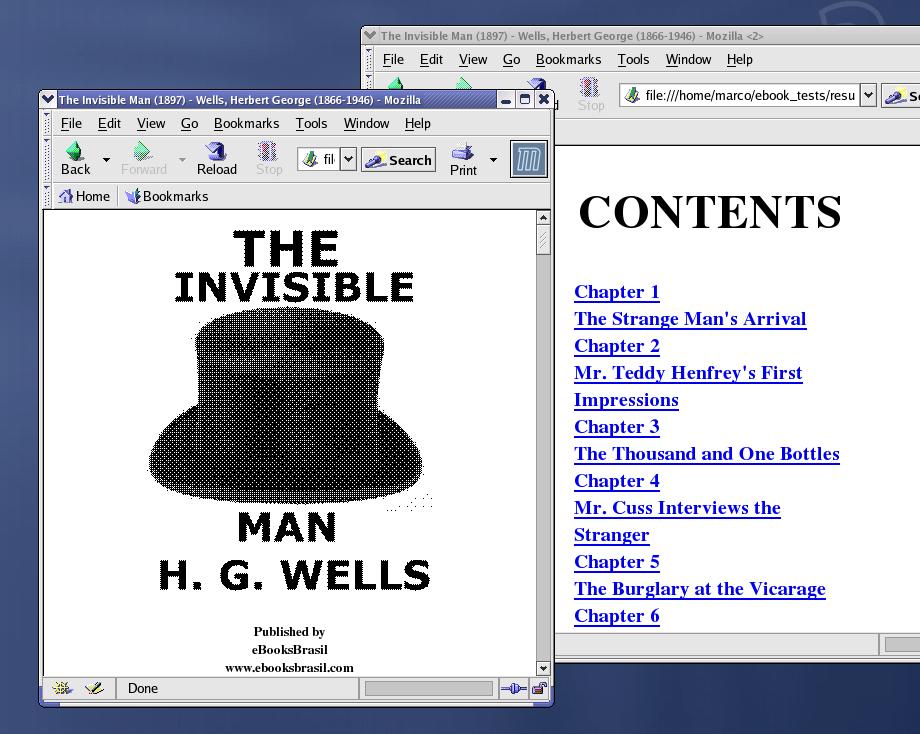 The Invisible Man (1897) - Wells, Herbert George (1866-1946) - Mozilla <2>
File Edit View Go Bookmarks Tools Window Help
Stop file:///home/marco/ebook_tests/resu
The Invisible Man (1897) - Wells, Herbert George (1866-1946) - Mozilla
File Edit View Go Bookmarks Tools Window Help
Back Forward Reload Stop fil Search Print m
Home Bookmarks
THE
INVISIBLE
MAN
H. G. WELLS
Published by
eBooksBrasil
www.ebooksbrasil.com
Done
CONTENTS
Chapter 1
The Strange Man's Arrival
Chapter 2
Mr. Teddy Henfrey's First
Impressions
Chapter 3
The Thousand and One Bottles
Chapter 4
Mr. Cuss Interviews the
Stranger
Chapter 5
The Burglary at the Vicarage
Chapter 6